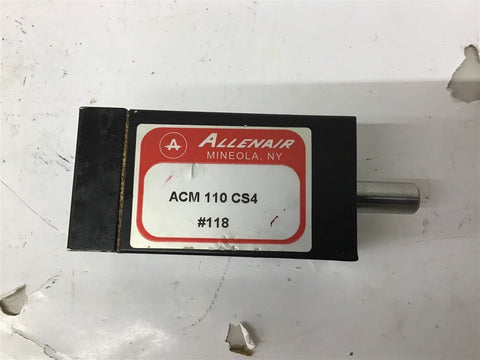 A
ALLENAIR
MINEOLA, NY
ACM 110 CS4
#118